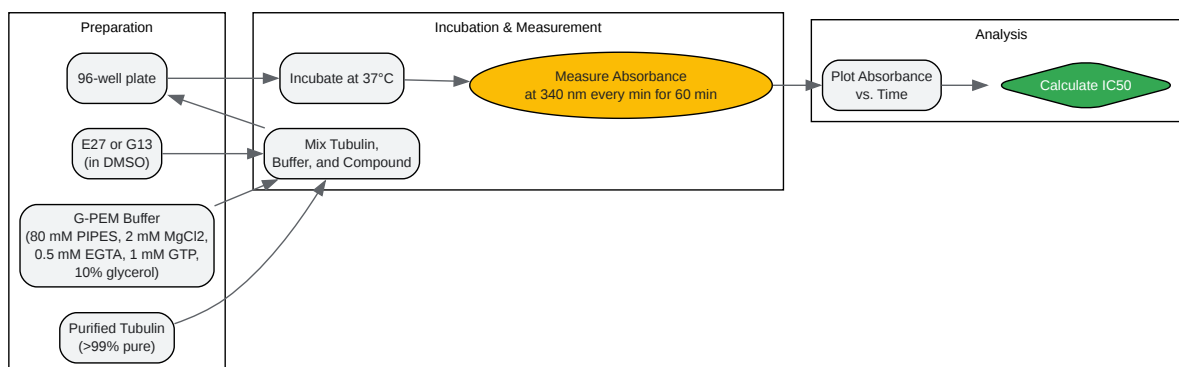 Preparation
96-well plate
E27 or G13
(in DMSO)
G-PEM Buffer
(80 mM PIPES, 2 mM MgCl2,
0.5 mM EGTA, 1 mM GTP,
10% glycerol)
Purified Tubulin
(>99% pure)
Incubation & Measurement
Incubate at 37°C
Measure Absorbance
at 340 nm every min for 60 min
Mix Tubulin,
Buffer, and Compound
Analysis
Plot Absorbance
vs. Time
Calculate IC50